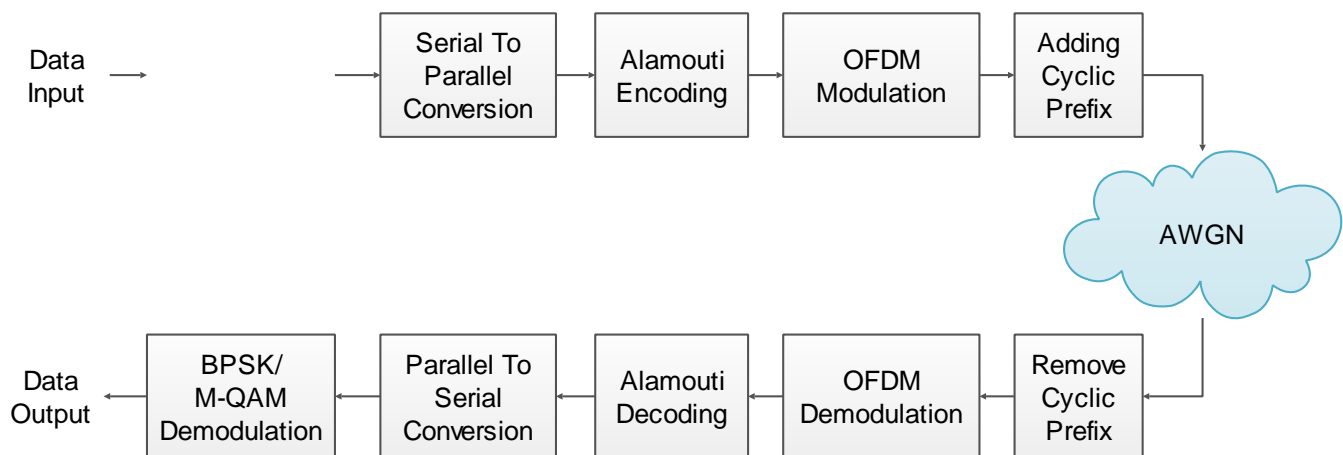 Data
Input
Serial To
Parallel
Conversion
Alamouti
Encoding
OFDM
Modulation
Adding
Cyclic
Prefix
AWGN
Data
Output
BPSK/
M-QAM
Demodulation
Parallel To
Serial
Conversion
Alamouti
Decoding
OFDM
Demodulation
Remove
Cyclic
Prefix